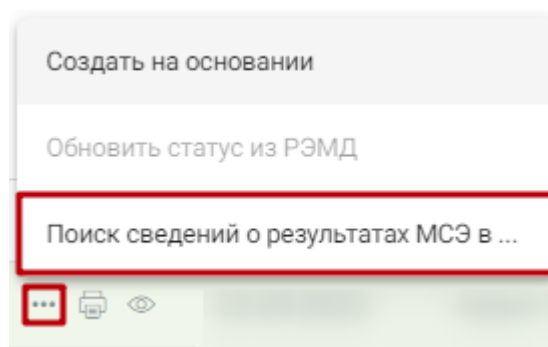 Создать на основании
Обновить статус из РЭМД
Поиск сведений о результатах МСЭ в ...